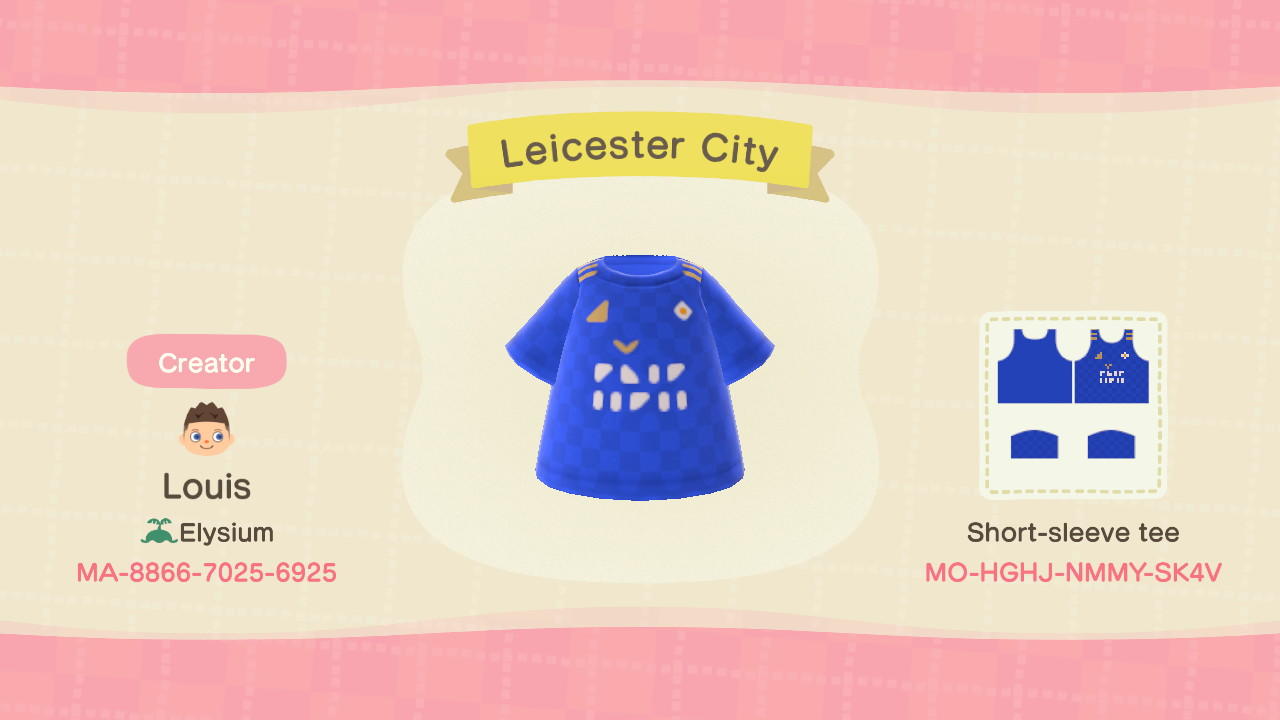 Leicester City
Creator
Louis
Elysium
MA-8866-7025-6925
Short-sleeve tee
MO-HGHJ-NMMY-SK4V